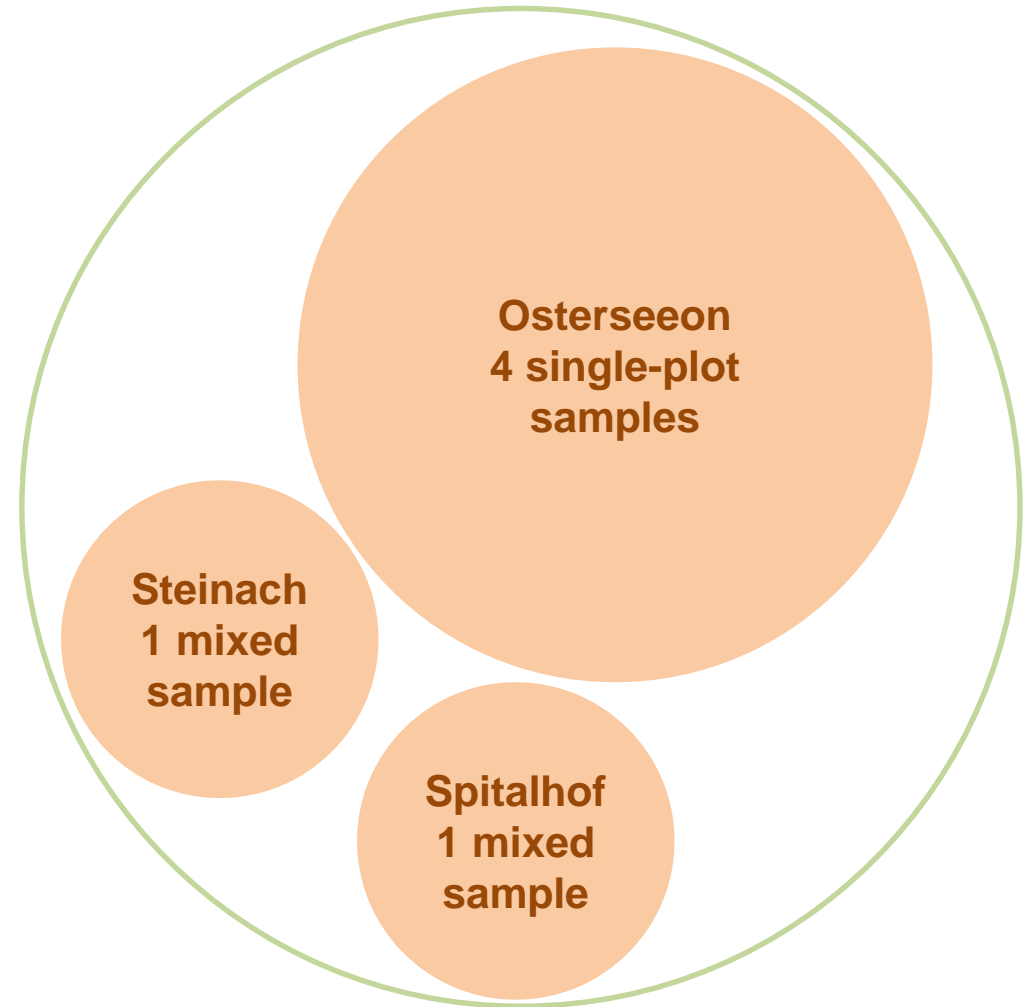 Osterseeon
4 single-plot
samples
Steinach
1 mixed
sample
Spitalhof
1 mixed
sample